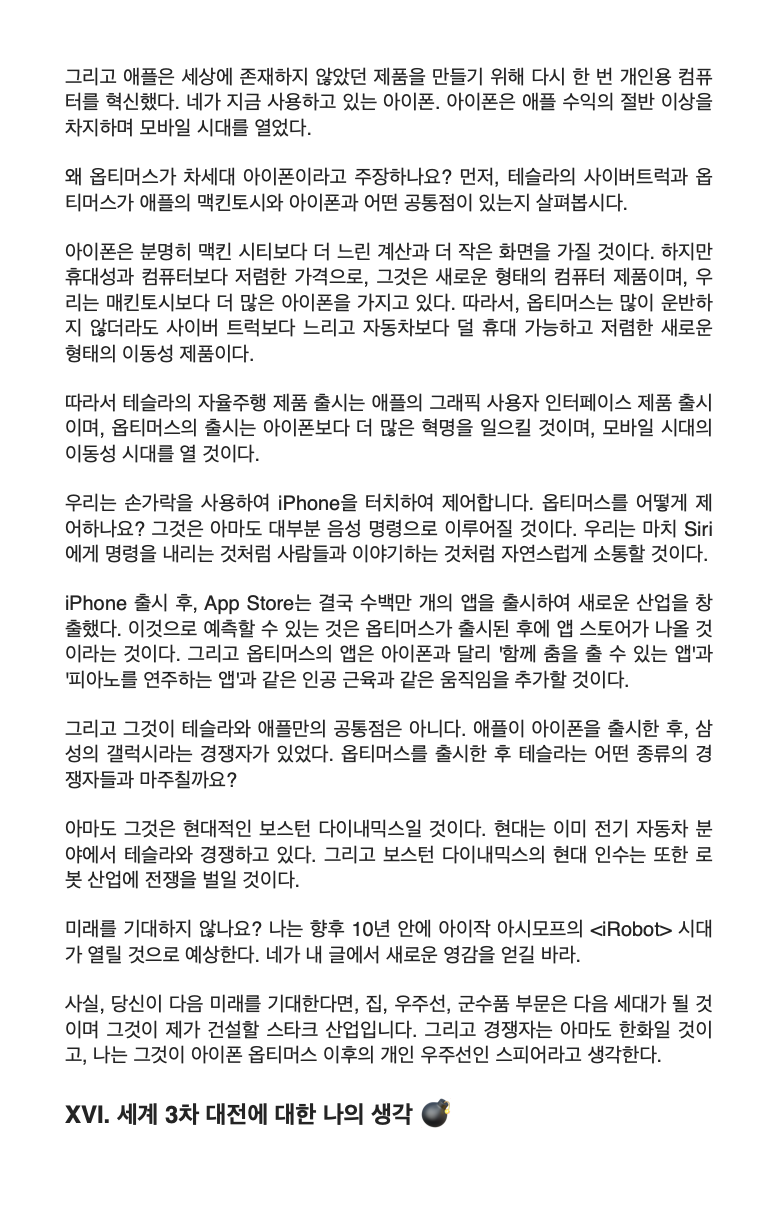 그리고 애플은 세상에 존재하지 않았던 제품을 만들기 위해 다시 한 번 개인용 컴퓨
터를 혁신했다. 네가 지금 사용하고 있는 아이폰. 아이폰은 애플 수익의 절반 이상을
차지하며 모바일 시대를 열었다.
왜 옵티머스가 차세대 아이폰이라고 주장하나요? 먼저, 테슬라의 사이버트럭과 옵
티머스가 애플의 맥킨토시와 아이폰과 어떤 공통점이 있는지 살펴봅시다.
아이폰은 분명히 맥킨 시티보다 더 느린 계산과 더 작은 화면을 가질 것이다. 하지만
휴대성과 컴퓨터보다 저렴한 가격으로, 그것은 새로운 형태의 컴퓨터 제품이며, 우
리는 매킨토시보다 더 많은 아이폰을 가지고 있다. 따라서, 옵티머스는 많이 운반하
지 않더라도 사이버 트럭보다 느리고 자동차보다 덜 휴대 가능하고 저렴한 새로운
형태의 이동성 제품이다.
따라서 테슬라의 자율주행 제품 출시는 애플의 그래픽 사용자 인터페이스 제품 출시
이며, 옵티머스의 출시는 아이폰보다 더 많은 혁명을 일으킬 것이며, 모바일 시대의
이동성 시대를 열 것이다.
우리는 손가락을 사용하여 iPhone을 터치하여 제어합니다. 옵티머스를 어떻게 제
어하나요? 그것은 아마도 대부분 음성 명령으로 이루어질 것이다. 우리는 마치 Siri
에게 명령을 내리는 것처럼 사람들과 이야기하는 것처럼 자연스럽게 소통할 것이다.
iPhone 출시 후, App Store는 결국 수백만 개의 앱을 출시하여 새로운 산업을 창
출했다. 이것으로 예측할 수 있는 것은 옵티머스가 출시된 후에 앱 스토어가 나올 것
이라는 것이다. 그리고 옵티머스의 앱은 아이폰과 달리 '함께 춤을 출 수 있는 앱'과
'피아노를 연주하는 앱'과 같은 인공 근육과 같은 움직임을 추가할 것이다.
그리고 그것이 테슬라와 애플만의 공통점은 아니다. 애플이 아이폰을 출시한 후, 삼
성의 갤럭시라는 경쟁자가 있었다. 옵티머스를 출시한 후 테슬라는 어떤 종류의 경
쟁자들과 마주칠까요?
아마도 그것은 현대적인 보스턴 다이내믹스일 것이다. 현대는 이미 전기 자동차 분
야에서 테슬라와 경쟁하고 있다. 그리고 보스턴 다이내믹스의 현대 인수는 또한 로
봇 산업에 전쟁을 벌일 것이다.
미래를 기대하지 않나요? 나는 향후 10년 안에 아이작 아시모프의 <iRobot> 시대
가 열릴 것으로 예상한다. 네가 내 글에서 새로운 영감을 얻길 바라.
사실, 당신이 다음 미래를 기대한다면, 집, 우주선, 군수품 부문은 다음 세대가 될 것
이며 그것이 제가 건설할 스타크 산업입니다. 그리고 경쟁자는 아마도 한화일 것이
고, 나는 그것이 아이폰 옵티머스 이후의 개인 우주선인 스피어라고 생각한다.
XVI. 세계 3차 대전에 대한 나의 생각 💣